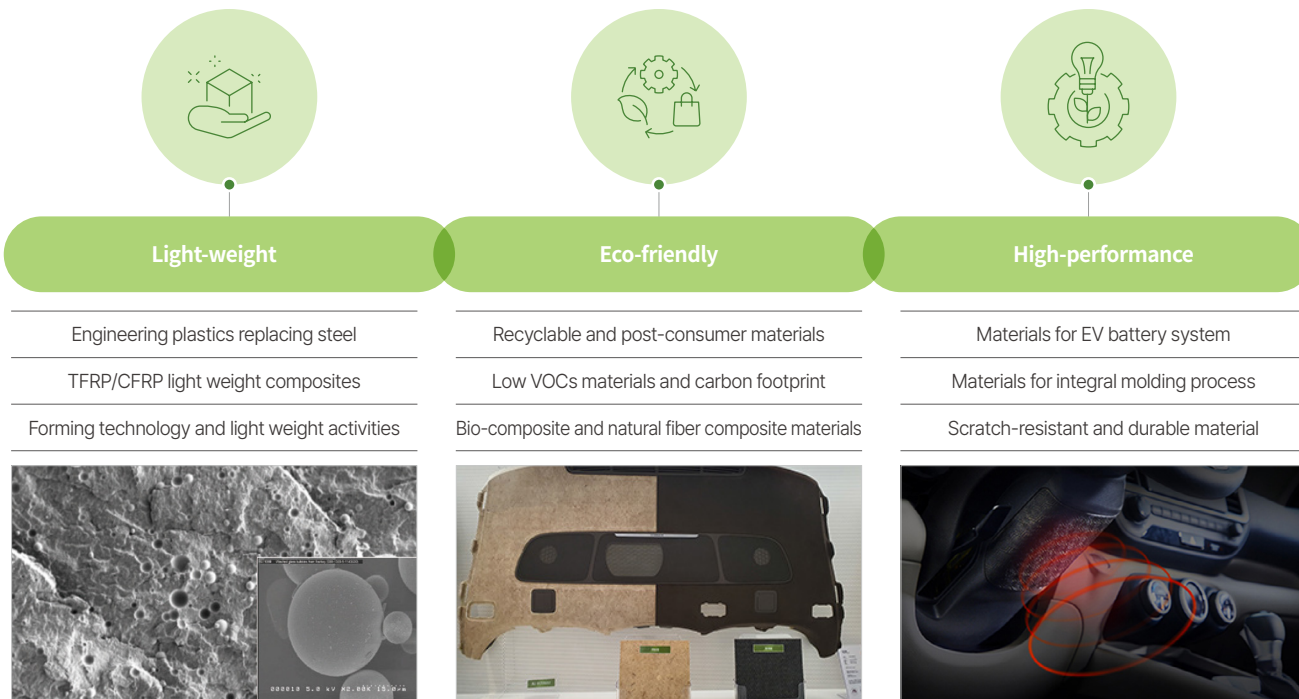 Light-weight
Eco-friendly
High-performance
Engineering plastics replacing steel
Recyclable and post-consumer materials
Materials for EV battery system
TFRP/CFRP light weight composites
Low VOCs materials and carbon footprint
Materials for integral molding process
Forming technology and light weight activities
Bio-composite and natural fiber composite materials
Scratch-resistant and durable material